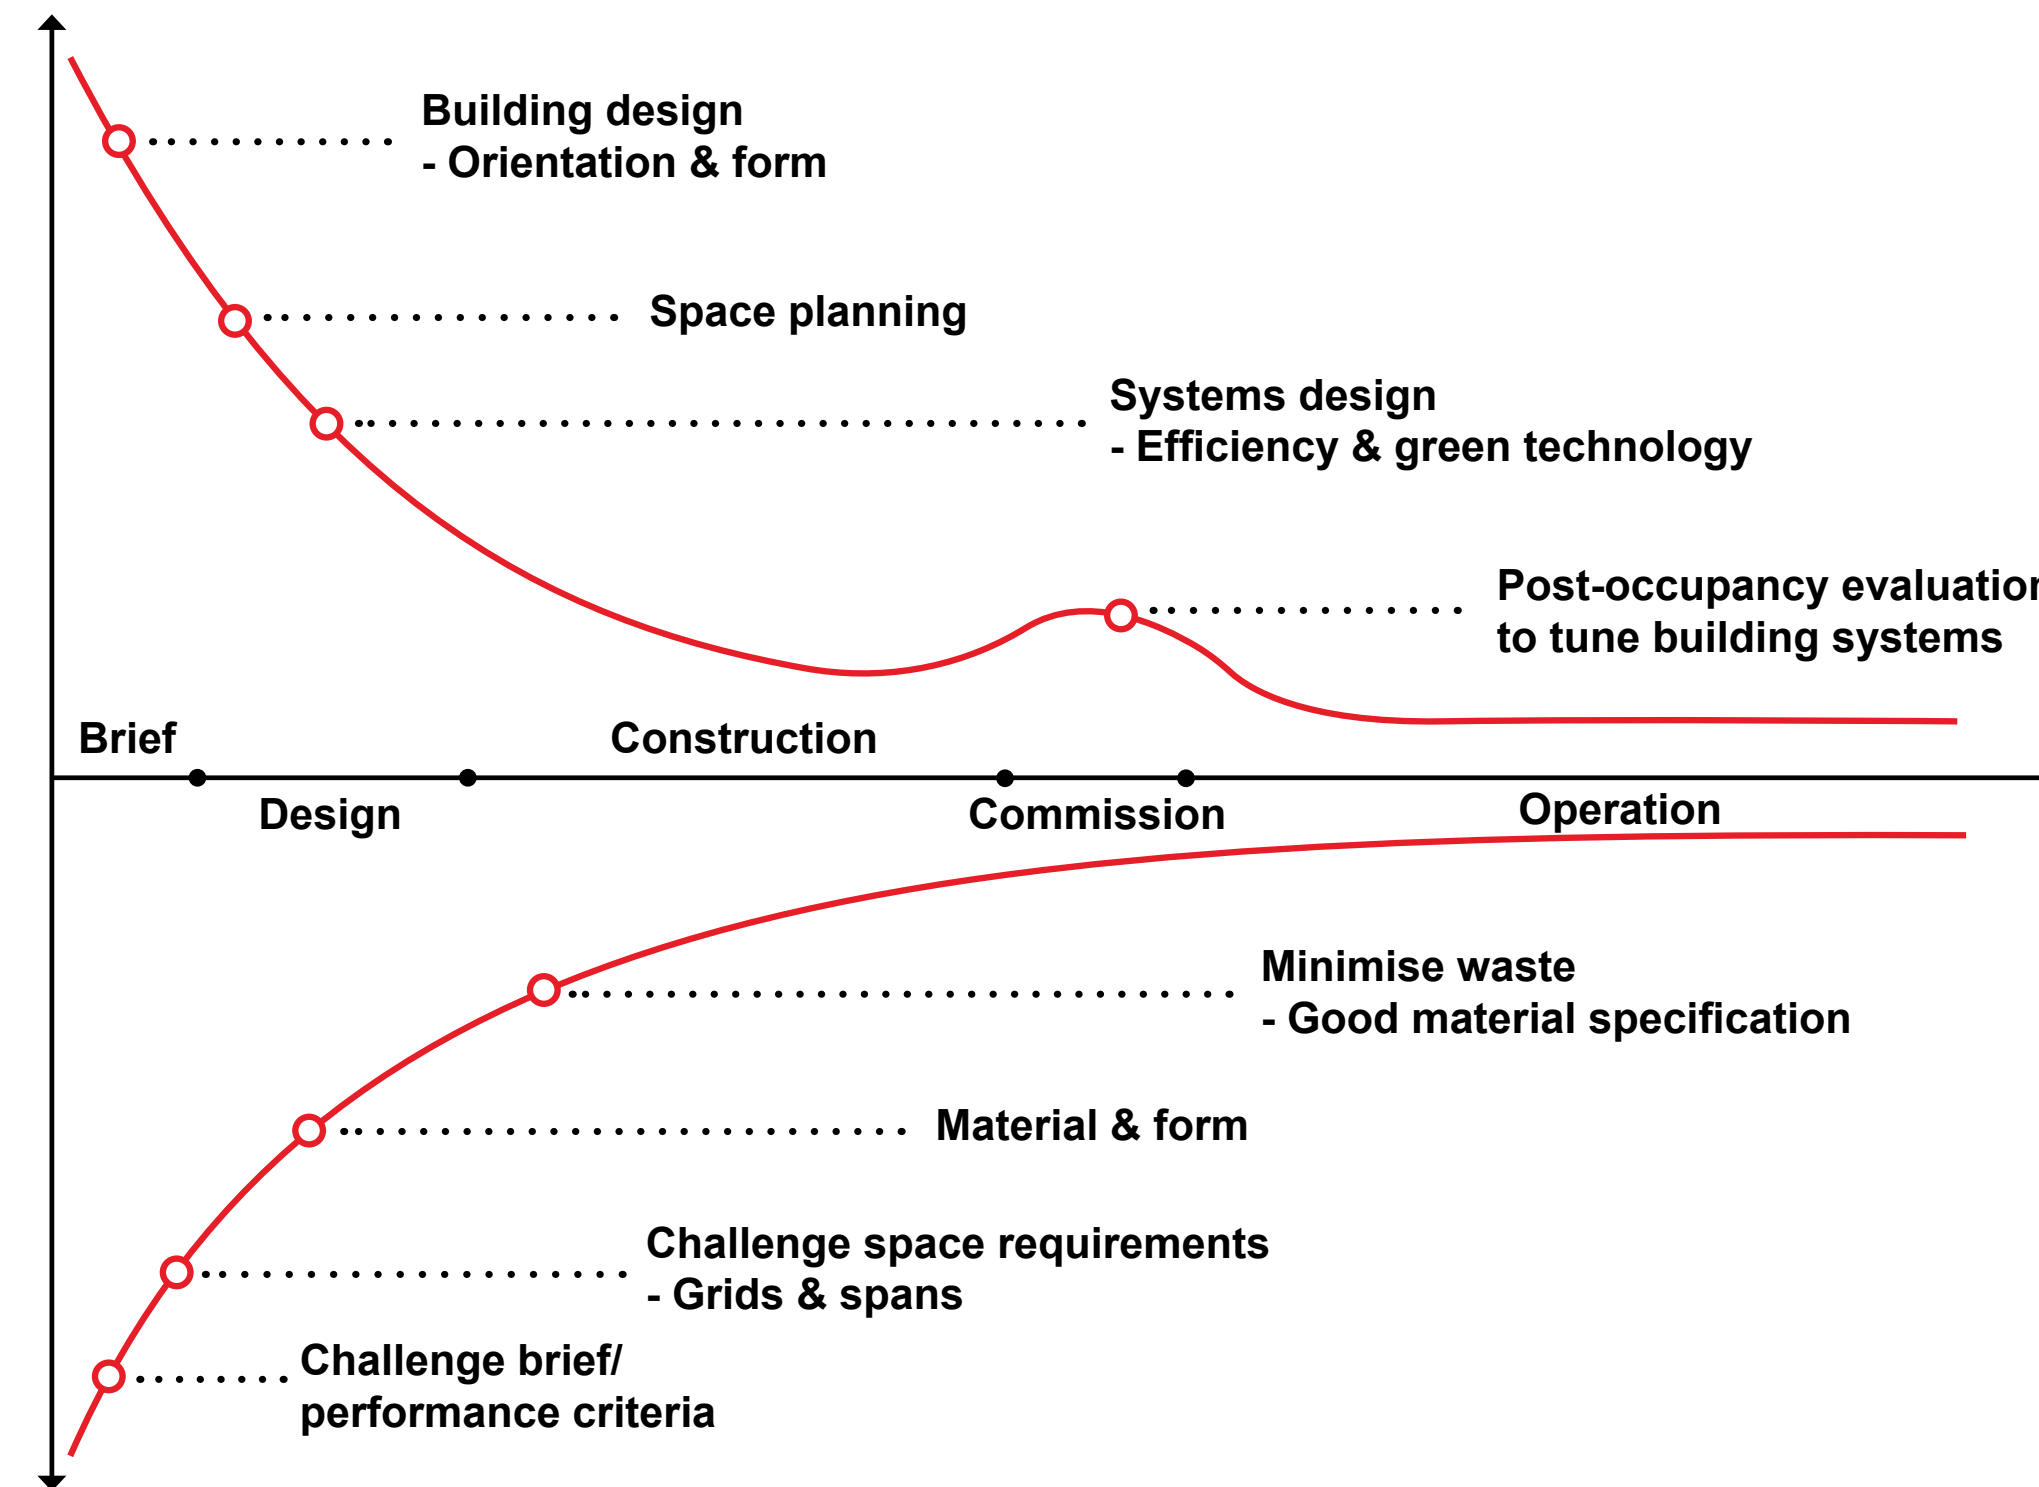 Building design
- Orientation & form
Space planning
Systems design
- Efficiency & green technology
Post-occupancy evaluation
to tune building systems
Brief
Construction
Design
Commission
Operation
Minimise waste
- Good material specification
Material & form
Challenge space requirements
- Grids & spans
Challenge brief/
performance criteria